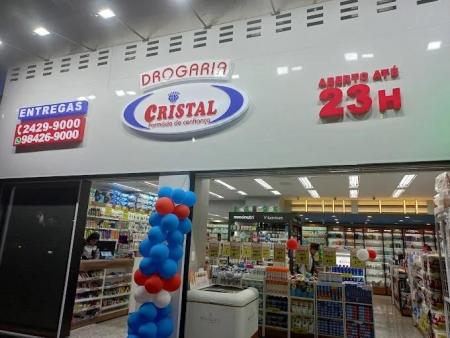 DROGARIA
CRISTAL
Farmácia de confiança
ENTREGAS
2429-9000
98426-9000
ABERTO ATÉ
23H